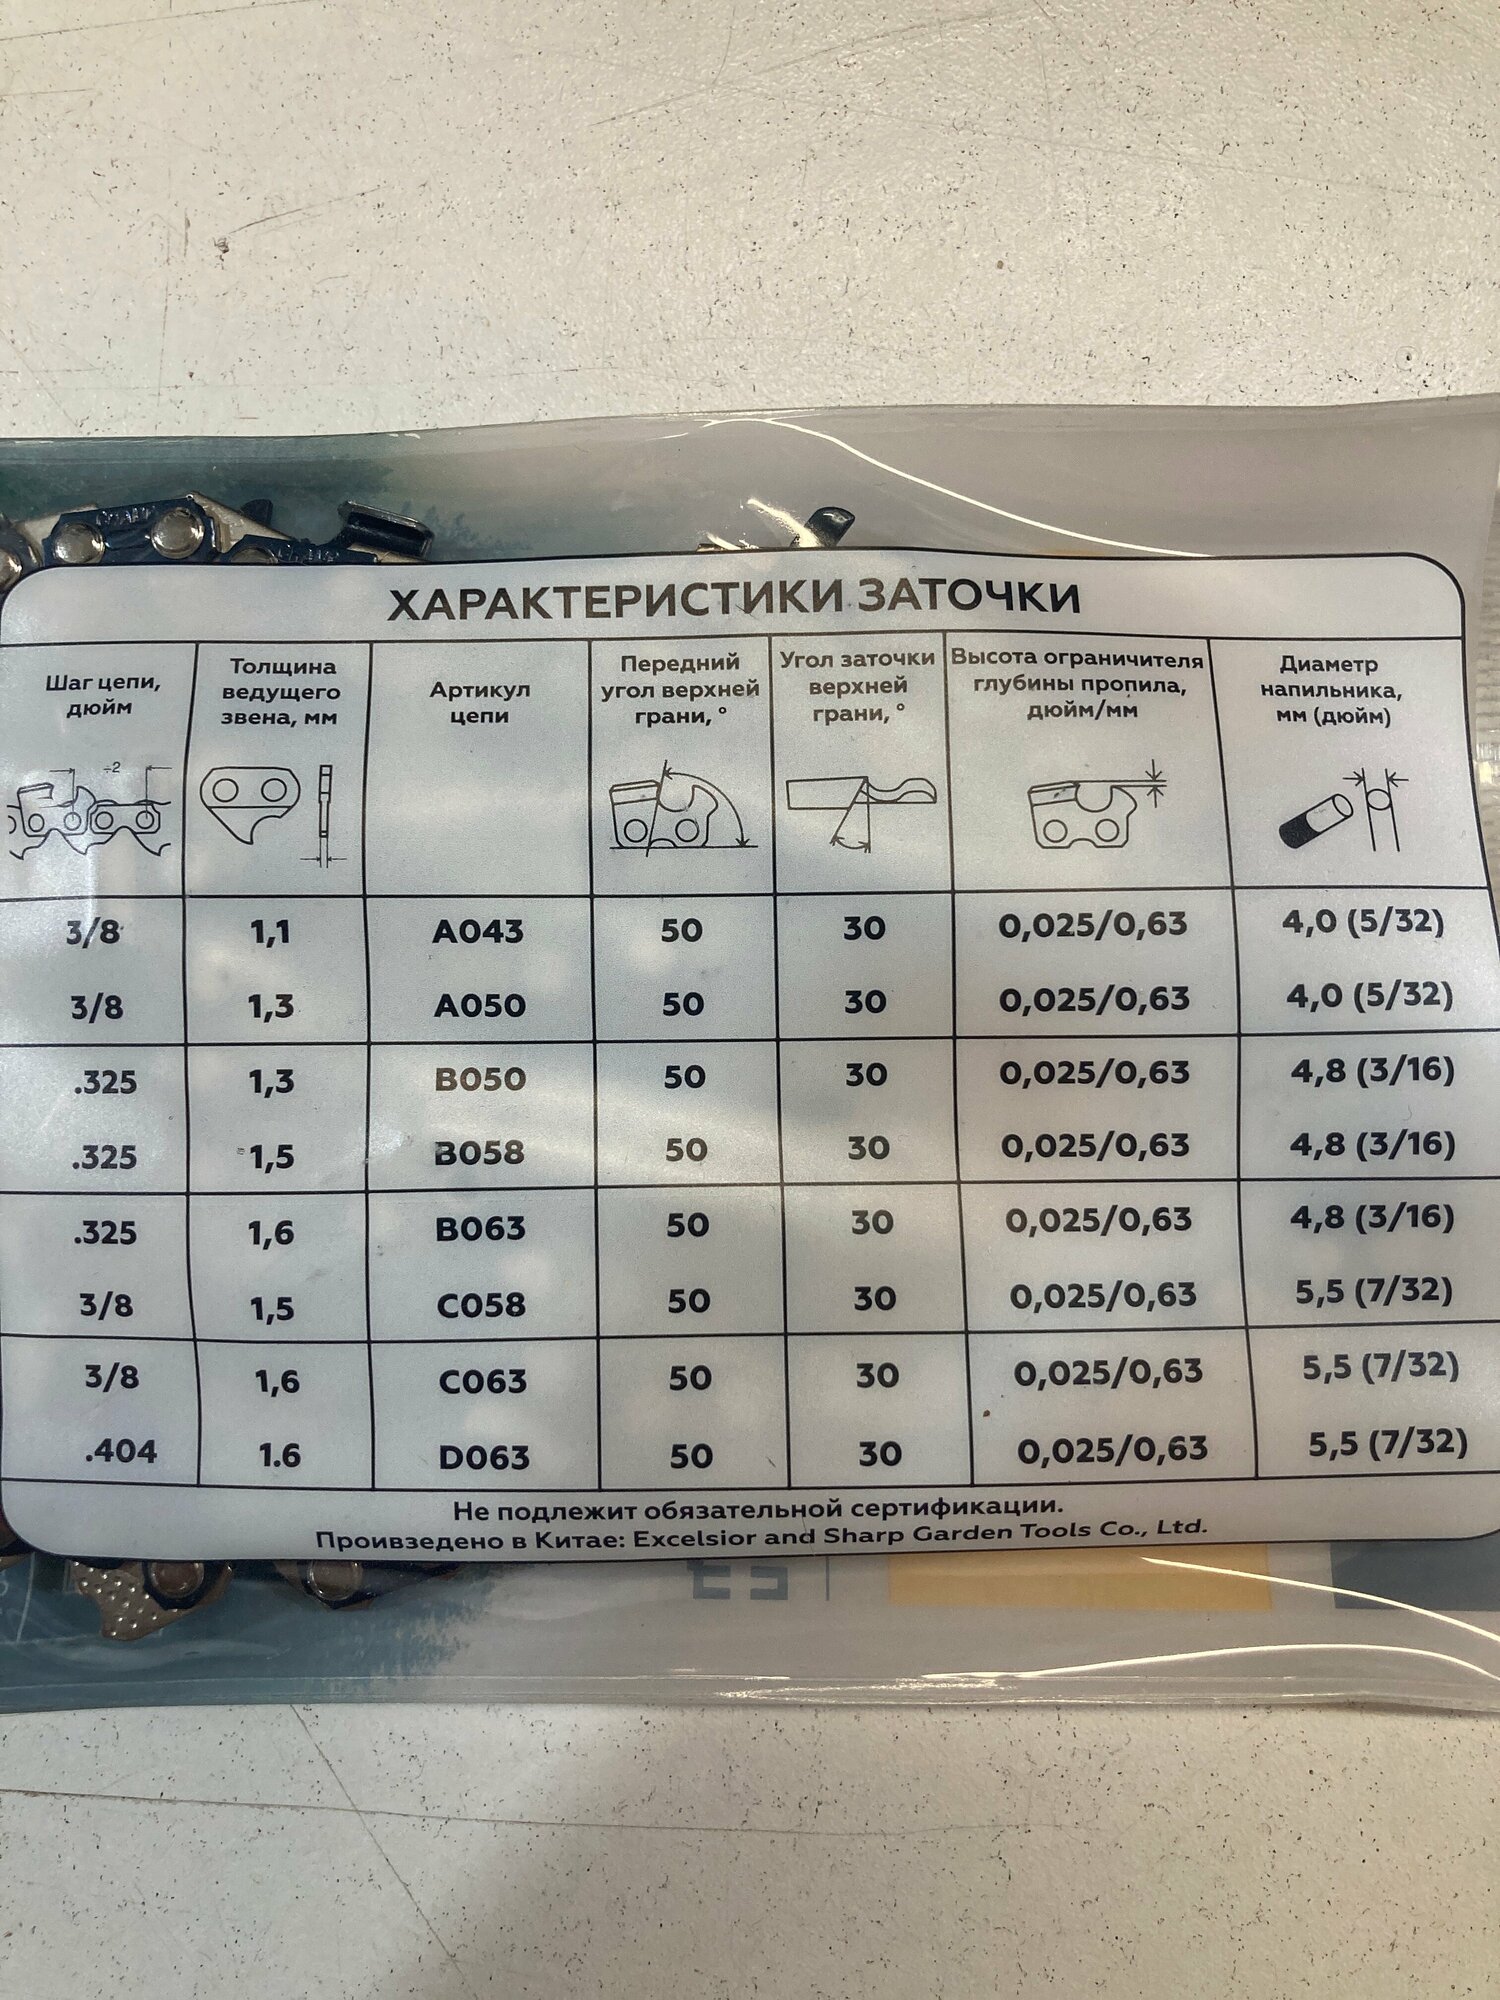 ХАРАКТЕРИСТИКИ ЗАТОЧКИ
Шаг цепи,
дюйм
Толщина
ведущего
звена, мм
Артикул
цепи
Передний
угол верхней
грани, °
Угол заточки
верхней
грани, °
Высота ограничителя
глубины пропила,
дюйм/мм
Диаметр
напильника,
мм (дюйм)
÷2
3/8 1,1 A043 50 30 0,025/0,63 4,0 (5/32)
3/8 1,3 A050 50 30 0,025/0,63 4,0 (5/32)
.325 1,3 B050 50 30 0,025/0,63 4,8 (3/16)
.325 1,5 B058 50 30 0,025/0,63 4,8 (3/16)
.325 1,6 B063 50 30 0,025/0,63 4,8 (3/16)
3/8 1,5 C058 50 30 0,025/0,63 5,5 (7/32)
3/8 1,6 C063 50 30 0,025/0,63 5,5 (7/32)
.404 1.6 D063 50 30 0,025/0,63 5,5 (7/32)
Не подлежит обязательной сертификации.
Проивзедено в Китае: Excelsior and Sharp Garden Tools Co., Ltd.